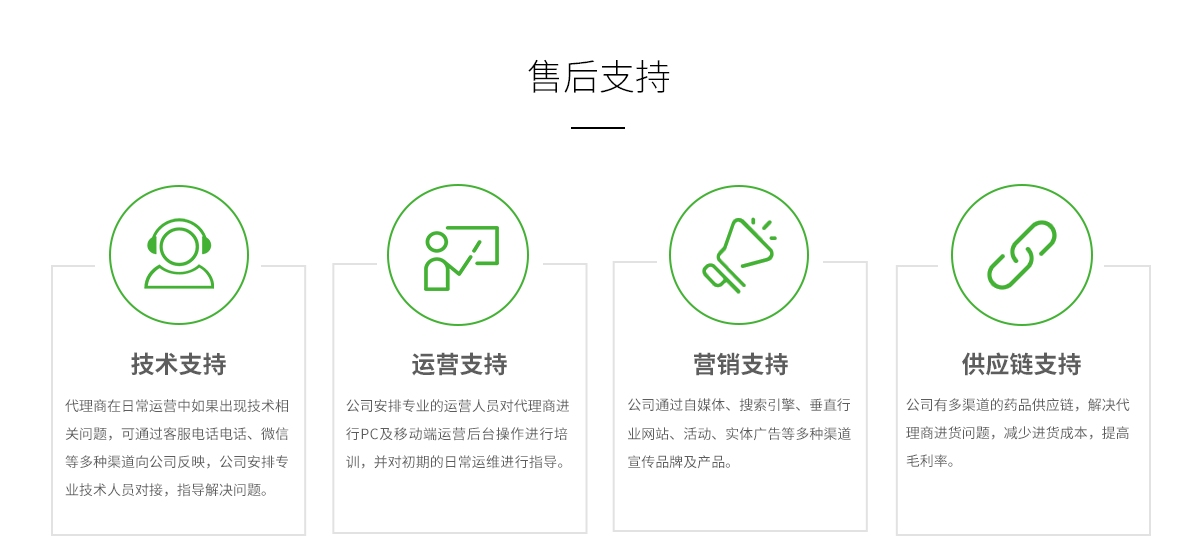 售后支持
技术支持
代理商在日常运营中如果出现技术相
关问题，可通过客服电话电话、微信
等多种渠道向公司反映，公司安排专
业技术人员对接，指导解决问题。
运营支持
公司安排专业的运营人员对代理商进
行PC及移动端运营后台操作进行培
训，并对初期的日常运维进行指导。
营销支持
公司通过自媒体、搜索引擎、垂直行
业网站、活动、实体广告等多种渠道
宣传品牌及产品。
供应链支持
公司有多渠道的药品供应链，解决代
理商进货问题，减少进货成本，提高
毛利率。